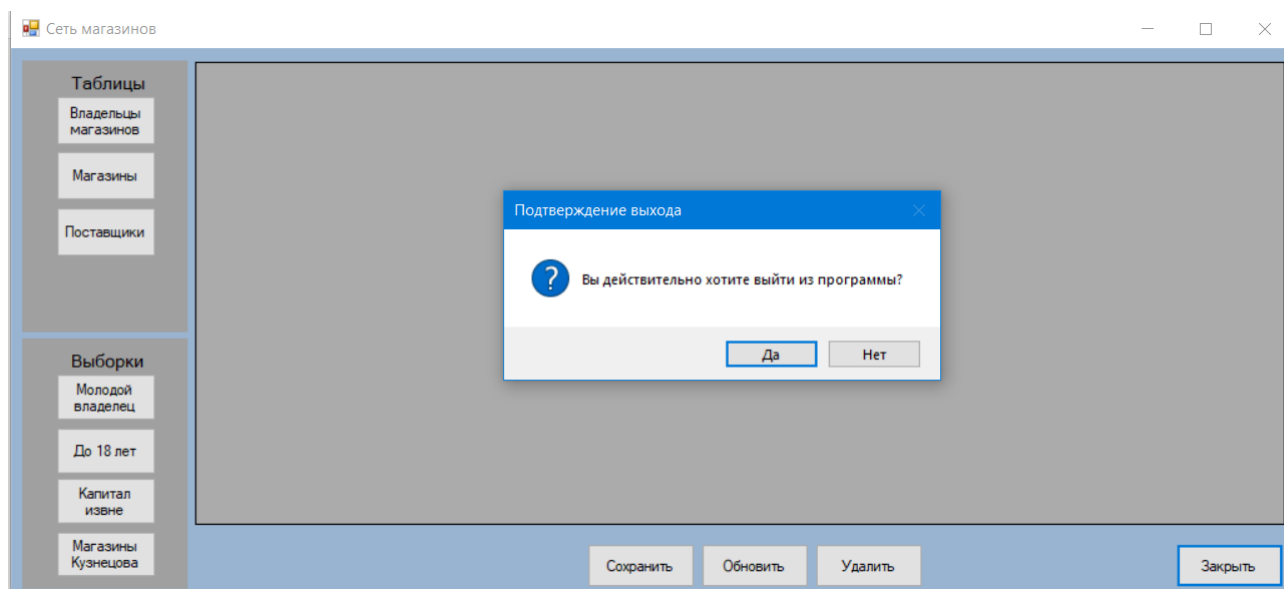 Сеть магазинов
Таблицы
Владельцы
магазинов
Магазины
Поставщики
Подтверждение выхода
Вы действительно хотите выйти из программы?
Да
Нет
Выборки
Молодой
владелец
До 18 лет
Капитал
извне
Магазины
Кузнецова
Сохранить
Обновить
Удалить
Закрыть